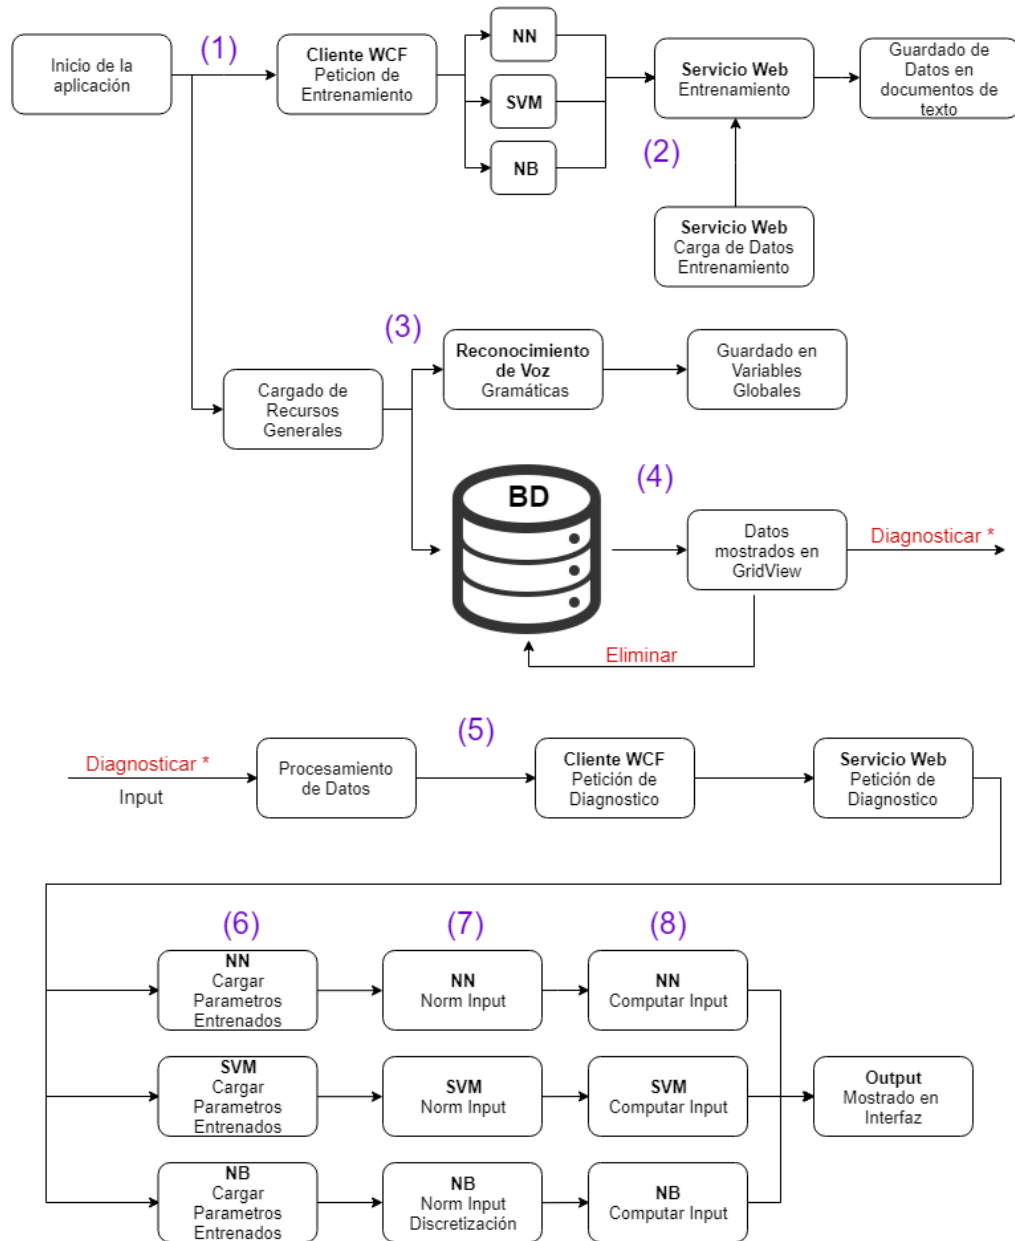 (1)
Inicio de la
aplicación
Cliente WCF
Peticion de
Entrenamiento
NN
SVM
NB
Servicio Web
Entrenamiento
Guardado de
Datos en
documentos de
texto
(2)
Servicio Web
Carga de Datos
Entrenamiento
(3)
Cargado de
Recursos
Generales
Reconocimiento
de Voz
Gramáticas
Guardado en
Variables
Globales
BD
(4)
Datos
mostrados en
GridView
Diagnosticar *
Eliminar
(5)
Diagnosticar *
Input
Procesamiento
de Datos
Cliente WCF
Petición de
Diagnostico
Servicio Web
Petición de
Diagnostico
(6)
(7)
(8)
NN
Cargar
Parametros
Entrenados
NN
Norm Input
NN
Computar Input
SVM
Cargar
Parametros
Entrenados
SVM
Norm Input
SVM
Computar Input
Output
Mostrado en
Interfaz
NB
Cargar
Parametros
Entrenados
NB
Norm Input
Discretización
NB
Computar Input